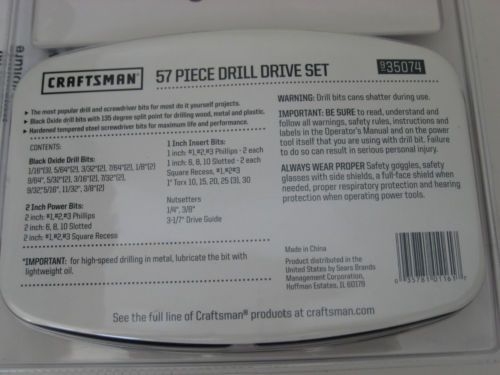 CRAFTSMAN 57 PIECE DRILL DRIVE SET 935074
▸ The most popular drill and screwdriver bits for most do it yourself projects.
▸ Black Oxide drill bits with 135 degree split point for drilling wood, metal and plastic.
▸ Hardened tempered steel screwdriver bits for maximum life and performance.
CONTENTS:
Black Oxide Drill Bits:
1/16"(3), 5/64"(2), 3/32"(2), 7/64"(2), 1/8"(2)
9/64", 5/32"(2), 3/16"(2), 7/32"(2),
9/32"5/16", 11/32", 3/8"(2)
2 Inch Power Bits:
2 inch: #1,#2,#3 Phillips
2 inch: 6, 8, 10 Slotted
2 inch: #1,#2,#3 Square Recess
1 Inch Insert Bits:
1 inch: #1,#2,#3 Phillips - 2 each
1 inch: 6, 8, 10 Slotted - 2 each
Square Recess, #1,#2,#3
1" Torx 10, 15, 20, 25 (3), 30
Nutsetters
1/4", 3/8"
3-1/7" Drive Guide
*IMPORTANT: for high-speed drilling in metal, lubricate the bit with
lightweight oil.
WARNING: Drill bits can shatter during use.
IMPORTANT: BE SURE to read, understand and
follow all warnings, safety rules, instructions
and labels in the Operator's Manual and on the power
tool itself that you are using with drill bit. Failure
to do so can result in serious personal injury.
ALWAYS WEAR PROPER Safety goggles, safety
glasses with side shields, a full-face shield when
needed, proper respiratory protection and hearing
protection when operating power tools.
Made in China
Product distributed in the
United States by Sears Brands
Management Corporation,
Hoffman Estates, IL 60179
0 35781 01161
See the full line of Craftsman® products at craftsman.com